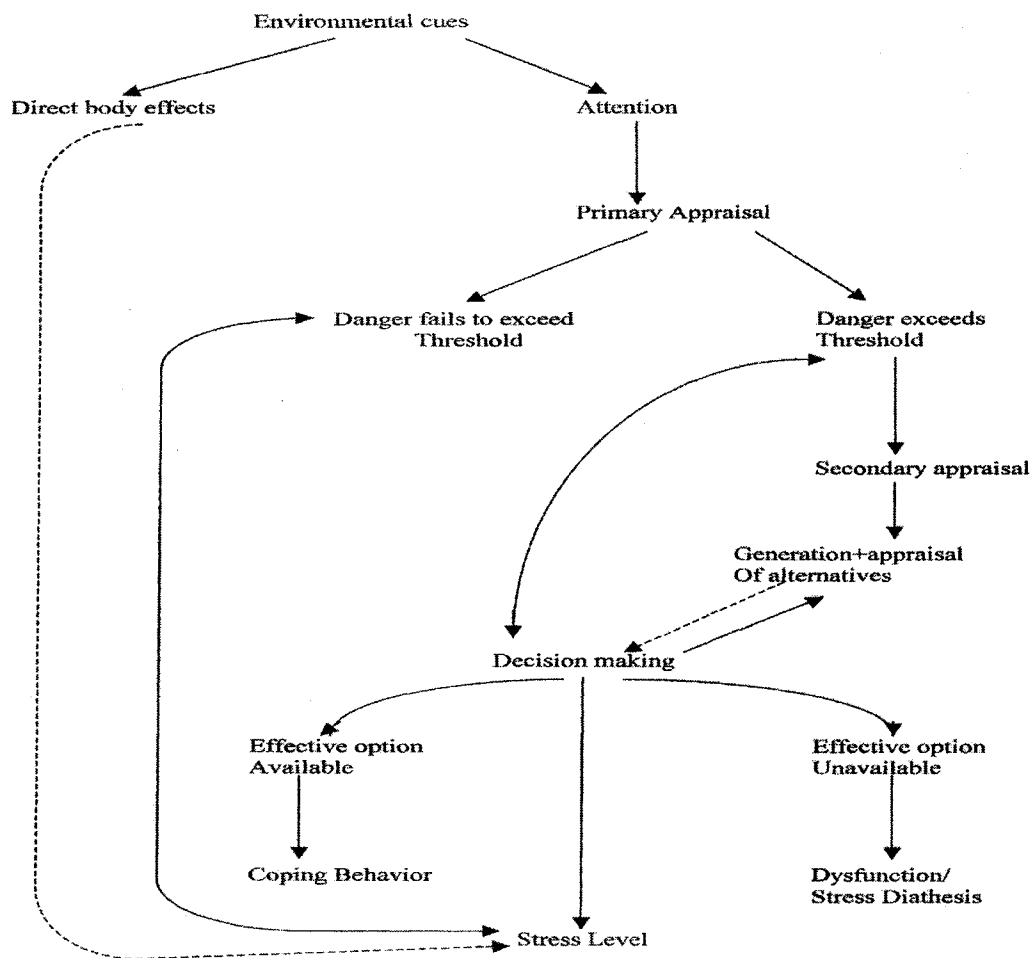 Environmental cues
Direct body effects
Attention
Primary Appraisal
Danger fails to exceed
Threshold
Danger exceeds
Threshold
Secondary appraisal
Generation+appraisal
Of alternatives
Decision making
Effective option
Available
Effective option
Unavailable
Coping Behavior
Dysfunction/
Stress Diathesis
Stress Level